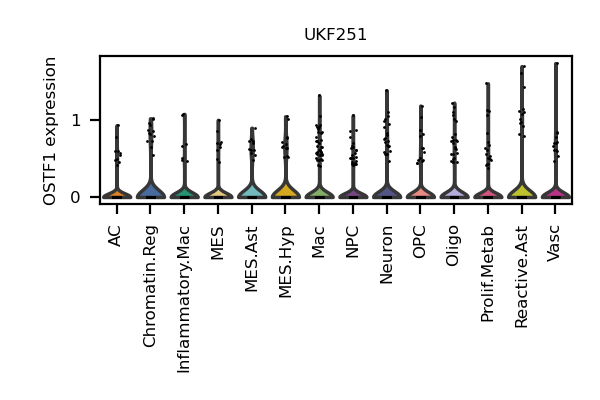 UKF251
OSTF1 expression
1
0
AC
Chromatin.Reg
Inflammatory.Mac
MES
MES.Ast
MES.Hyp
Mac
NPC
Neuron
OPC
Oligo
Prolif.Metab
Reactive.Ast
Vasc